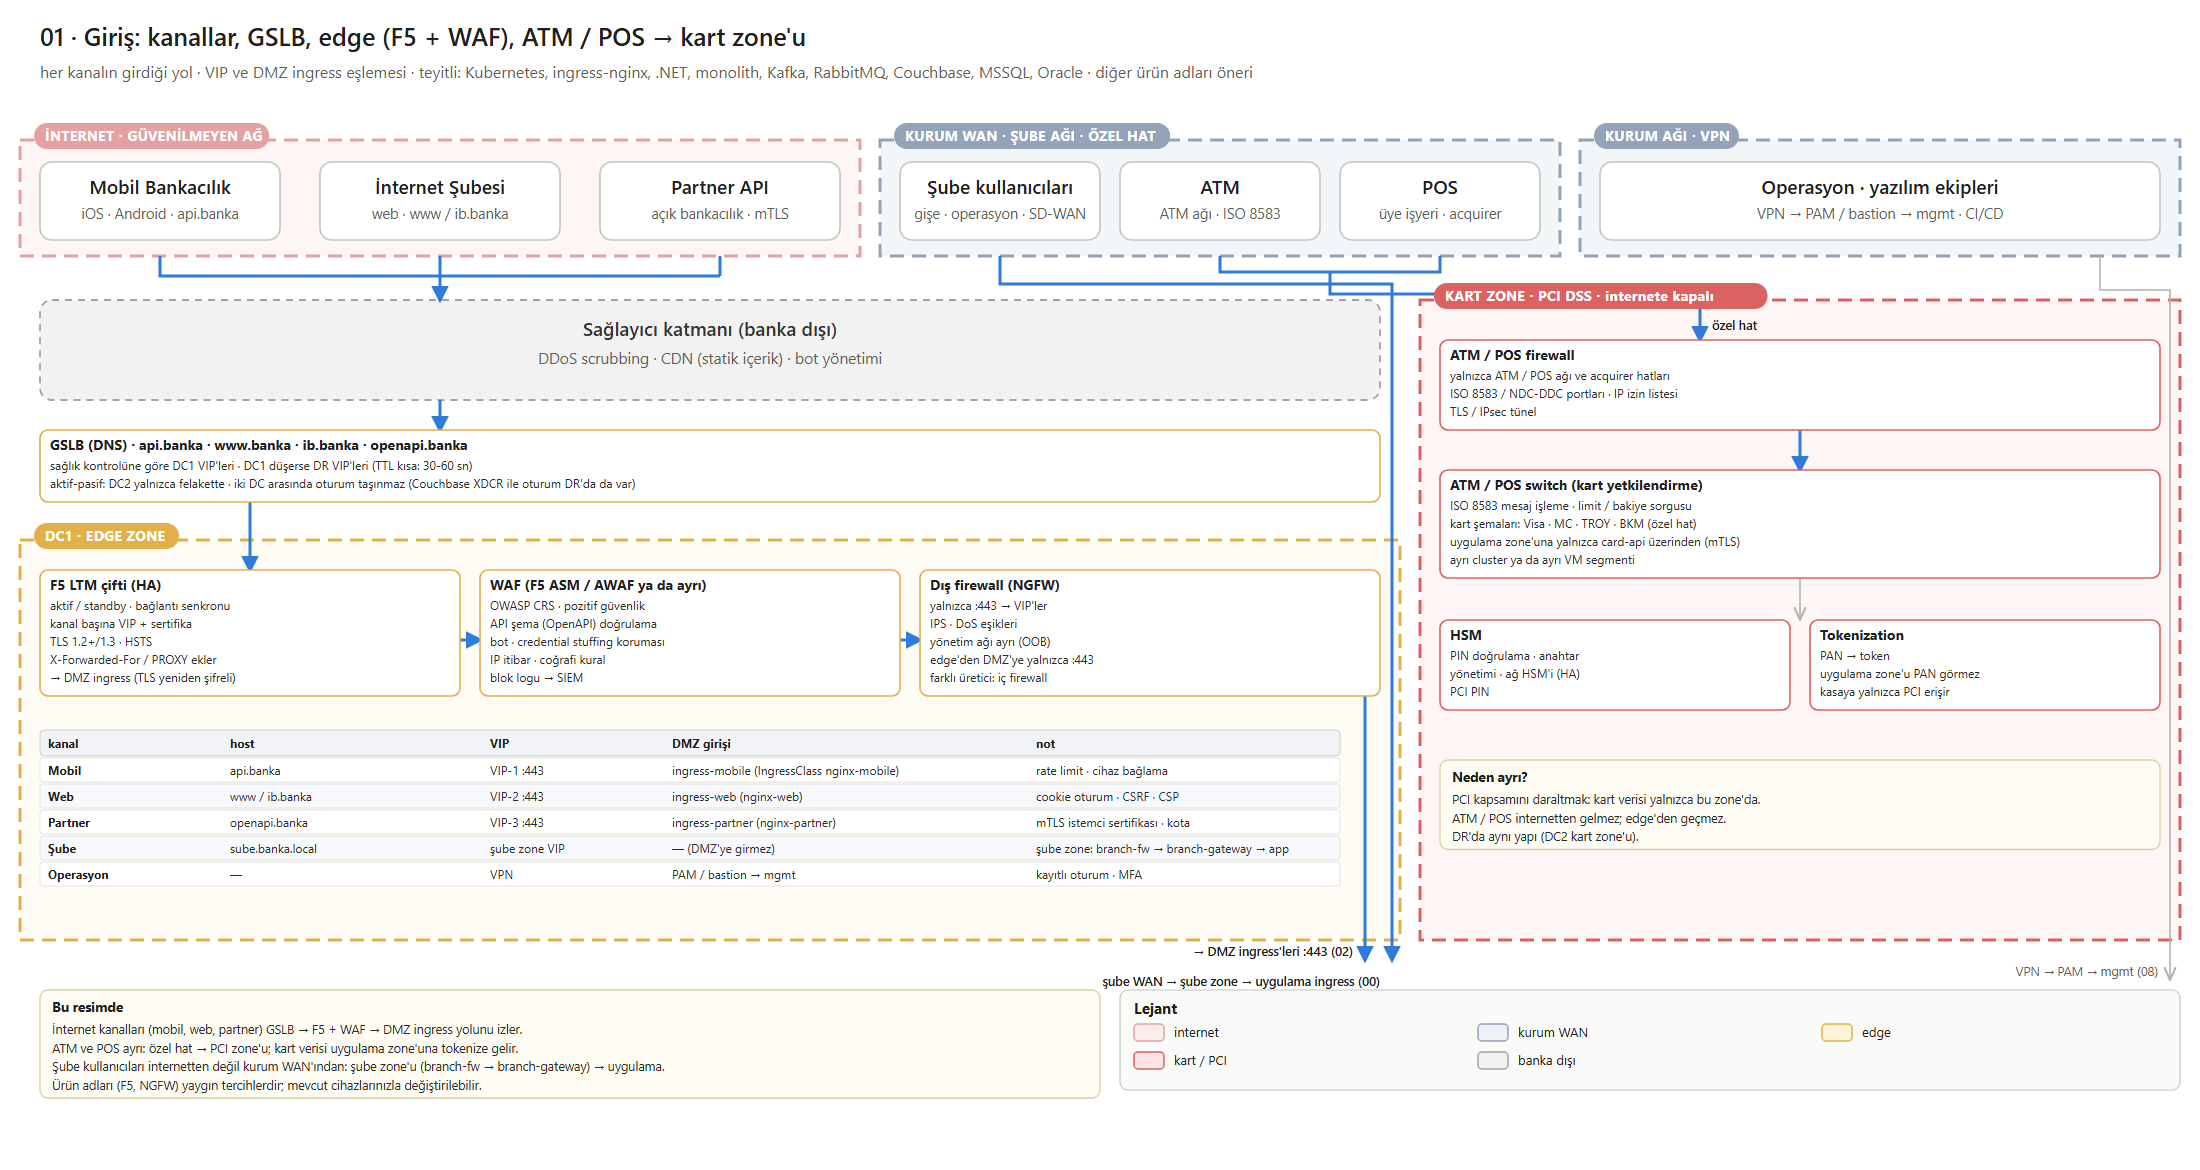 01 · Giriş: kanallar, GSLB, edge (F5 + WAF), ATM / POS → kart zone'u
her kanalın girdiği yol · VIP ve DMZ ingress eşlemesi · teyitli: Kubernetes, ingress-nginx, .NET, monolith, Kafka, RabbitMQ, Couchbase, MSSQL, Oracle · diğer ürün adları öneri
İNTERNET · GÜVENİLMEYEN AĞ
Mobil Bankacılık
iOS · Android · api.banka
İnternet Şubesi
web · www / ib.banka
Partner API
açık bankacılık · mTLS
KURUM WAN · ŞUBE AĞI · ÖZEL HAT
Şube kullanıcıları
gişe · operasyon · SD-WAN
ATM
ATM ağı · ISO 8583
POS
üye işyeri · acquirer
KURUM AĞI · VPN
Operasyon · yazılım ekipleri
VPN → PAM / bastion → mgmt · CI/CD
Sağlayıcı katmanı (banka dışı)
DDoS scrubbing · CDN (statik içerik) · bot yönetimi
GSLB (DNS) · api.banka · www.banka · ib.banka · openapi.banka
sağlık kontrolüne göre DC1 VIP'leri · DC1 düşerse DR VIP'leri (TTL kısa: 30-60 sn)
aktif-pasif: DC2 yalnızca felakette · iki DC arasında oturum taşınmaz (Couchbase XDCR ile oturum DR'da da var)
DC1 · EDGE ZONE
F5 LTM çifti (HA)
aktif / standby · bağlantı senkronu
kanal başına VIP + sertifika
TLS 1.2+/1.3 · HSTS
X-Forwarded-For / PROXY ekler
→ DMZ ingress (TLS yeniden şifreli)
WAF (F5 ASM / AWAF ya da ayrı)
OWASP CRS · pozitif güvenlik
API şema (OpenAPI) doğrulama
bot · credential stuffing koruması
IP itibar · coğrafi kural
blok logu → SIEM
Dış firewall (NGFW)
yalnızca :443 → VIP'ler
IPS · DoS eşikleri
yönetim ağı ayrı (OOB)
edge'den DMZ'ye yalnızca :443
farklı üretici: iç firewall
kanal host VIP DMZ girişi not
Mobil api.banka VIP-1 :443 ingress-mobile (IngressClass nginx-mobile) rate limit · cihaz bağlama
Web www / ib.banka VIP-2 :443 ingress-web (nginx-web) cookie oturum · CSRF · CSP
Partner openapi.banka VIP-3 :443 ingress-partner (nginx-partner) mTLS istemci sertifikası · kota
Şube sube.banka.local şube zone VIP — (DMZ'ye girmez) şube zone: branch-fw → branch-gateway → app
Operasyon — VPN PAM / bastion → mgmt kayıtlı oturum · MFA
KART ZONE · PCI DSS · internete kapalı
özel hat
ATM / POS firewall
yalnızca ATM / POS ağı ve acquirer hatları
ISO 8583 / NDC-DDC portları · IP izin listesi
TLS / IPsec tünel
ATM / POS switch (kart yetkilendirme)
ISO 8583 mesaj işleme · limit / bakiye sorgusu
kart şemaları: Visa · MC · TROY · BKM (özel hat)
uygulama zone'una yalnızca card-api üzerinden (mTLS)
ayrı cluster ya da ayrı VM segmenti
HSM
PIN doğrulama · anahtar
yönetimi · ağ HSM'i (HA)
PCI PIN
Tokenization
PAN → token
uygulama zone'u PAN görmez
kasaya yalnızca PCI erişir
Neden ayrı?
PCI kapsamını daraltmak: kart verisi yalnızca bu zone'da.
ATM / POS internetten gelmez; edge'den geçmez.
DR'da aynı yapı (DC2 kart zone'u).
→ DMZ ingress'leri :443 (02)
şube WAN → şube zone → uygulama ingress (00)
VPN → PAM → mgmt (08)
Bu resimde
İnternet kanalları (mobil, web, partner) GSLB → F5 + WAF → DMZ ingress yolunu izler.
ATM ve POS ayrı: özel hat → PCI zone'u; kart verisi uygulama zone'una tokenize gelir.
Şube kullanıcıları internetten değil kurum WAN'ından: şube zone'u (branch-fw → branch-gateway) → uygulama.
Ürün adları (F5, NGFW) yaygın tercihlerdir; mevcut cihazlarınızla değiştirilebilir.
Lejant
internet
kurum WAN
edge
kart / PCI
banka dışı